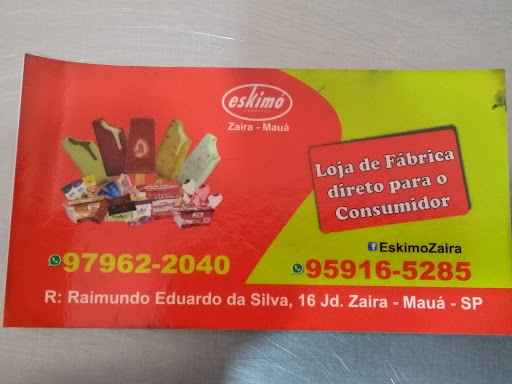 eskimó
Zaira - Mauá
Loja de Fábrica
direto para o
Consumidor
EskimoZaira
97962-2040
95916-5285
R: Raimundo Eduardo da Silva, 16 Jd. Zaira - Mauá - SP